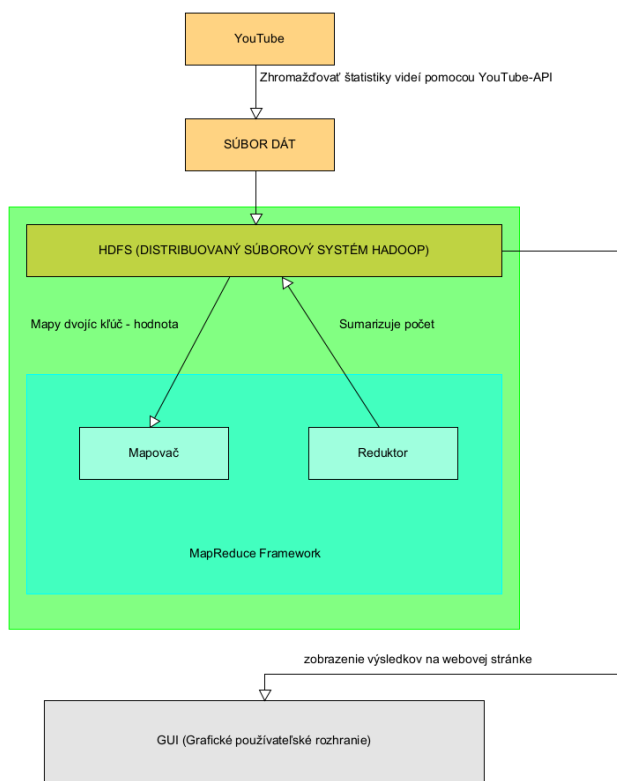 YouTube
Zhromažďovať štatistiky videí pomocou YouTube-API
SÚBOR DÁT
HDFS (DISTRIBUOVANÝ SÚBOROVÝ SYSTÉM HADOOP)
Mapy dvojíc kľúč - hodnota
Sumarizuje počet
Mapovač
Reduktor
MapReduce Framework
zobrazenie výsledkov na webovej stránke
GUI (Grafické používateľské rozhranie)